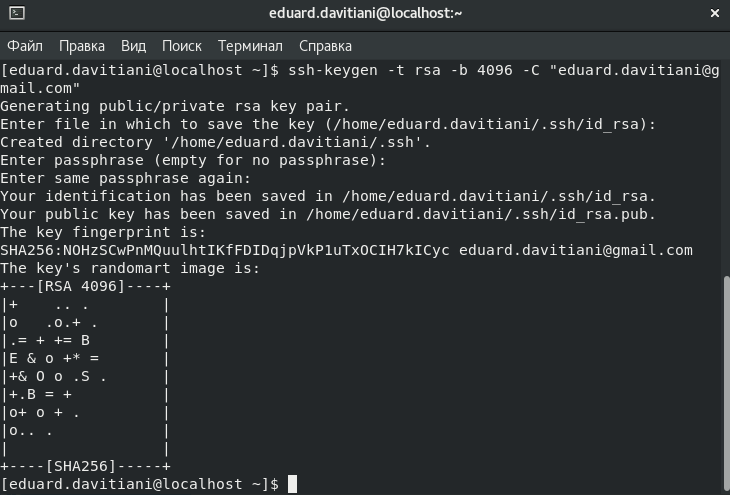 eduard.davitiani@localhost:~
Файл Правка Вид Поиск Терминал Справка
[eduard.davitiani@localhost ~]$ ssh-keygen -t rsa -b 4096 -C "eduard.davitiani@g
mail.com"
Generating public/private rsa key pair.
Enter file in which to save the key (/home/eduard.davitiani/.ssh/id_rsa):
Created directory '/home/eduard.davitiani/.ssh'.
Enter passphrase (empty for no passphrase):
Enter same passphrase again:
Your identification has been saved in /home/eduard.davitiani/.ssh/id_rsa.
Your public key has been saved in /home/eduard.davitiani/.ssh/id_rsa.pub.
The key fingerprint is:
SHA256:NOHzSCwPnMQuulhtIKfFDIDqjpVkP1uTxOCIH7kICyc eduard.davitiani@gmail.com
The key's randomart image is:
+---[RSA 4096]----+
|+    .. .        |
|o   .o.+ .       |
|.= + += B        |
|E & o +* =       |
|+& O o .S .      |
|+.B = +          |
|o+ o + .         |
|o.. .            |
|                 |
+----[SHA256]-----+
[eduard.davitiani@localhost ~]$